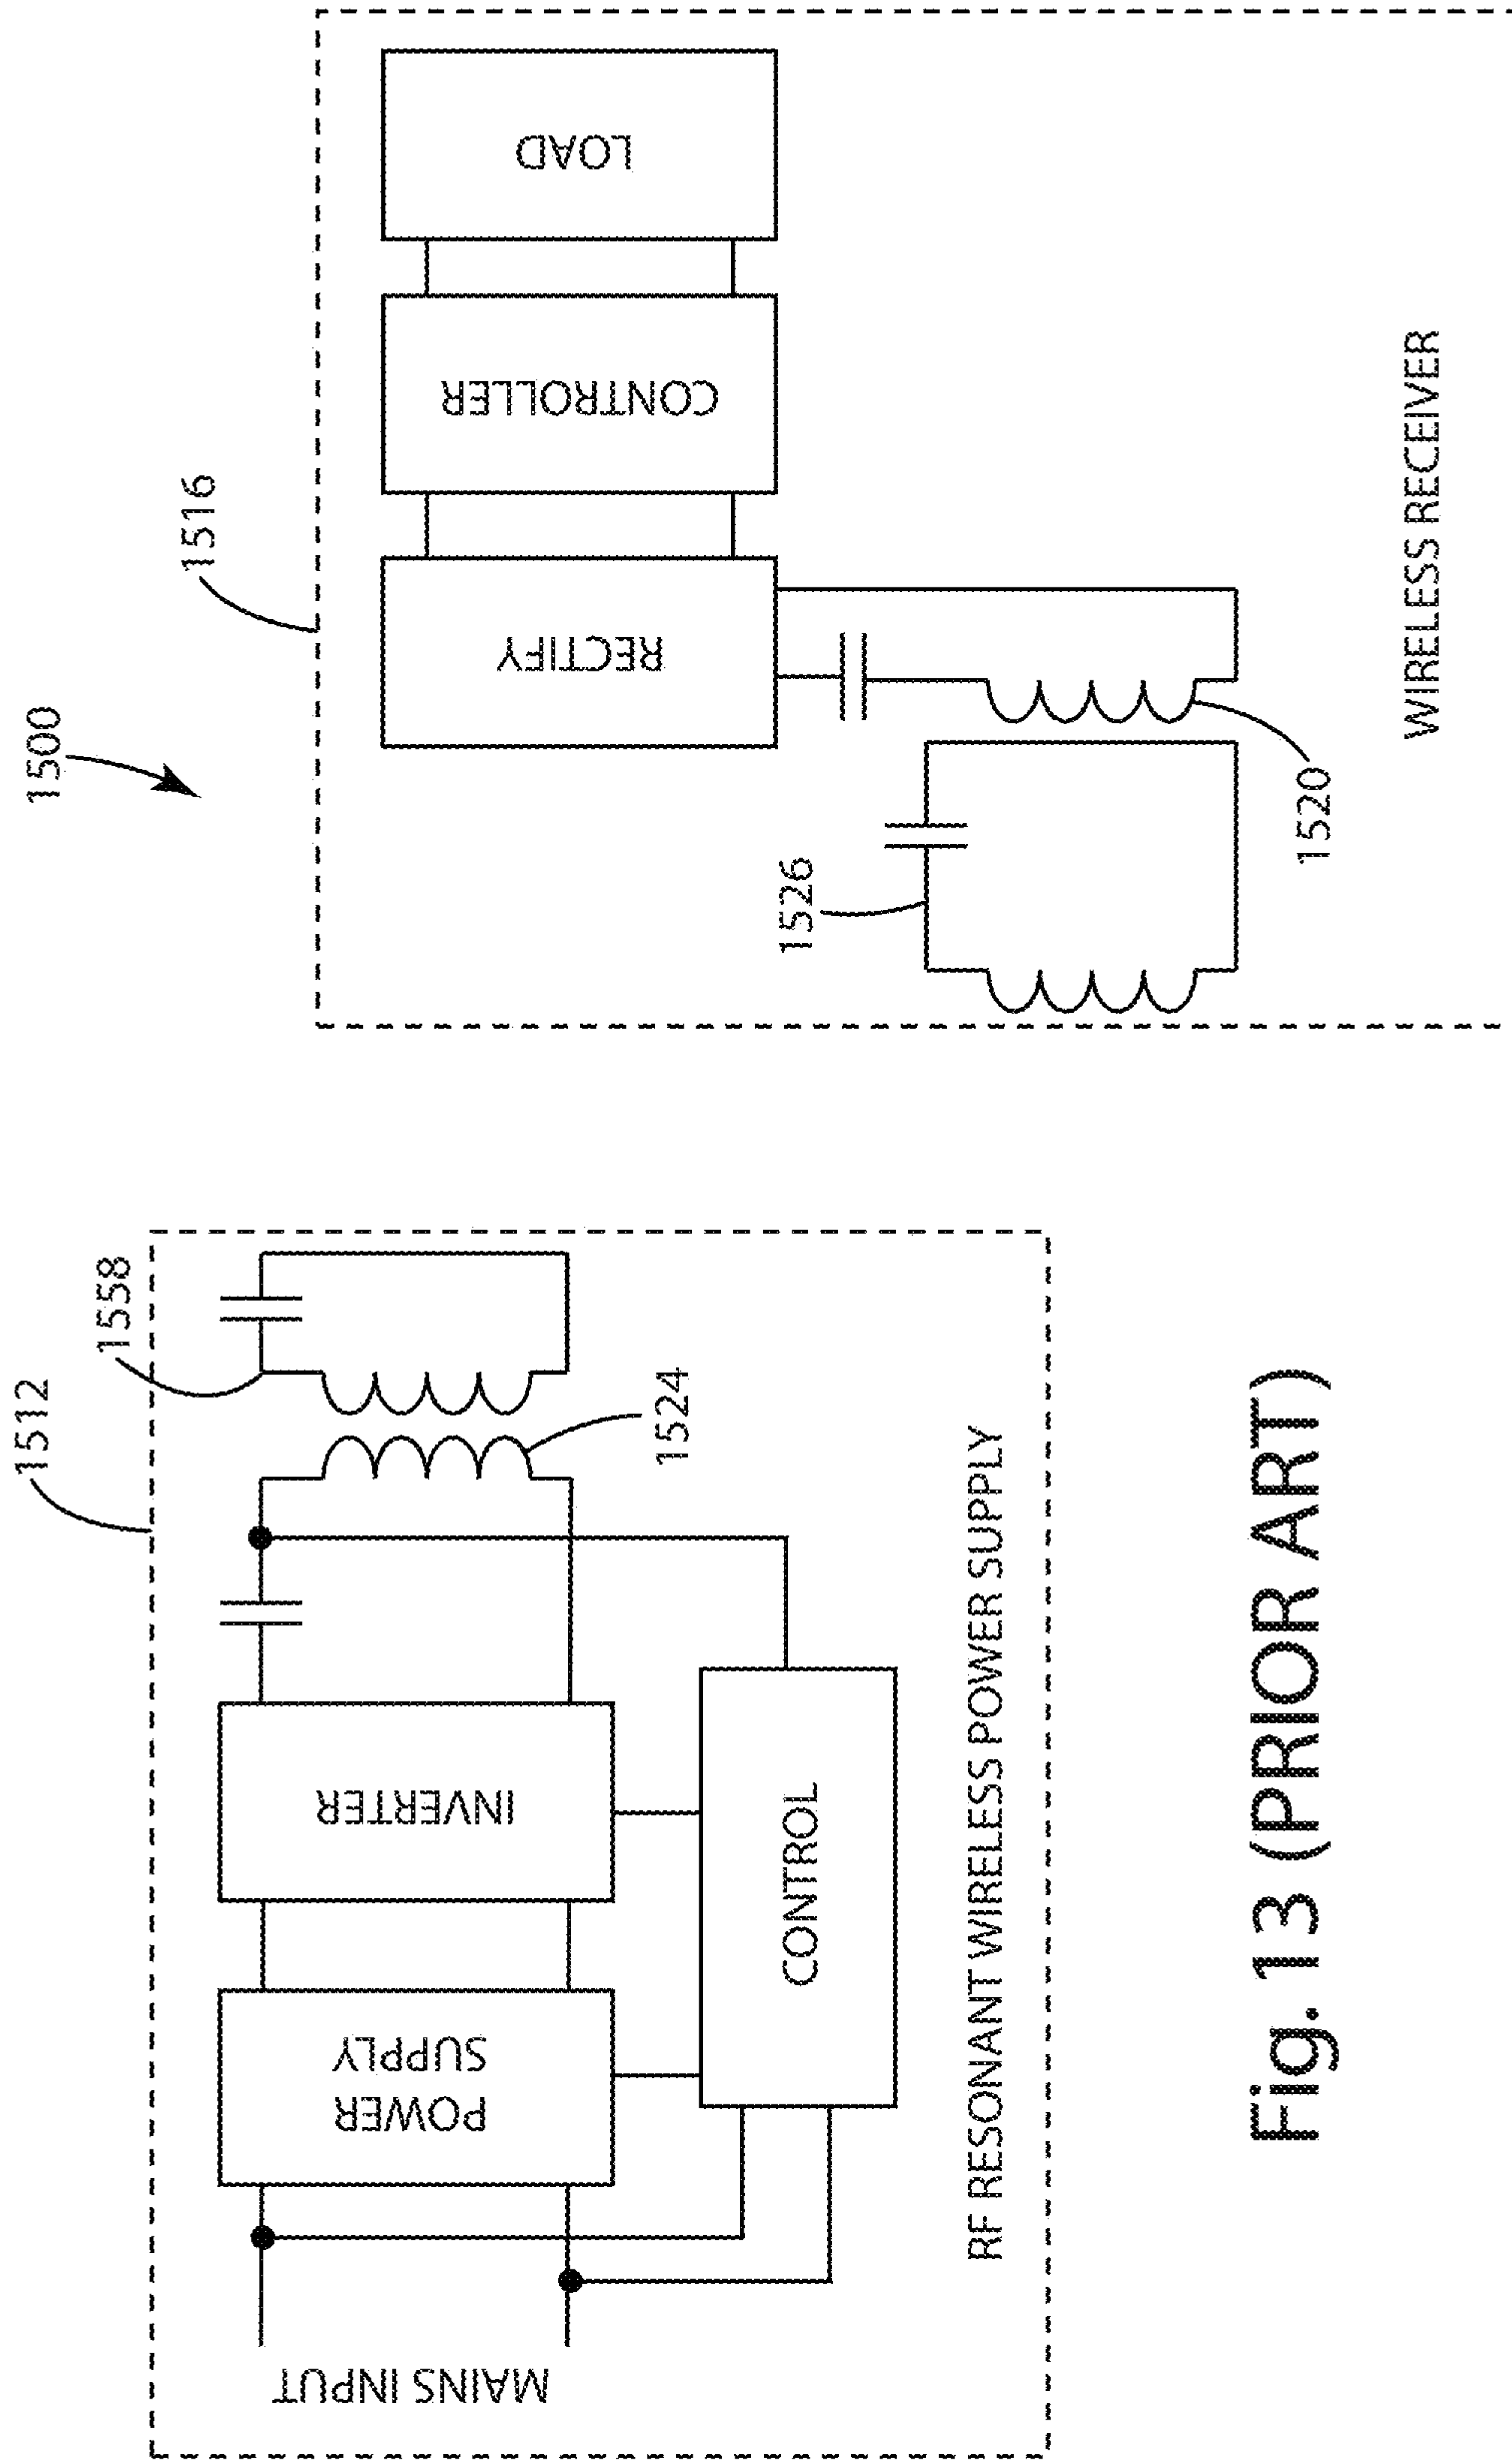 1500
1512
1516
1558
MAINS INPUT
POWER
SUPPLY
INVERTER
CONTROL
1524
RF RESONANT WIRELESS POWER SUPPLY
RECTIFY
CONTROLLER
LOAD
1526
1520
WIRELESS RECEIVER
Fig. 13 (PRIOR ART)